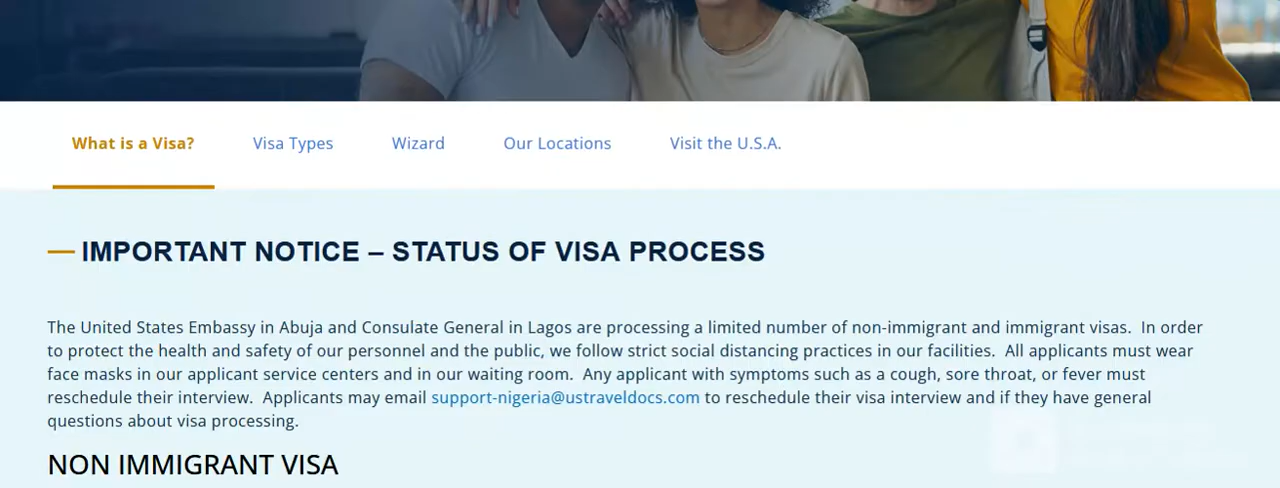 What is a Visa? Visa Types Wizard Our Locations Visit the U.S.A.
— IMPORTANT NOTICE – STATUS OF VISA PROCESS
The United States Embassy in Abuja and Consulate General in Lagos are processing a limited number of non-immigrant and immigrant visas.  In order
to protect the health and safety of our personnel and the public, we follow strict social distancing practices in our facilities.  All applicants must wear
face masks in our applicant service centers and in our waiting room.  Any applicant with symptoms such as a cough, sore throat, or fever must
reschedule their interview.  Applicants may email support-nigeria@ustraveldocs.com to reschedule their visa interview and if they have general
questions about visa processing.
NON IMMIGRANT VISA